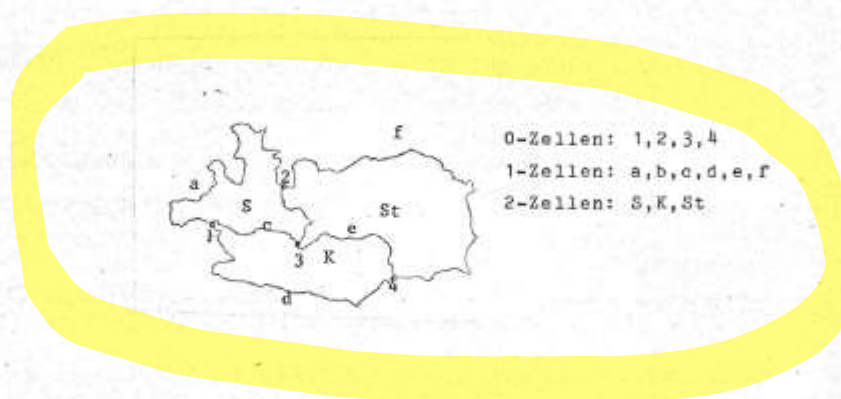 f
0-Zellen: 1,2,3,4
2
1-Zellen: a,b,c,d,e,f
a
S
St
2-Zellen: S,K,St
1
c
e
3
K
4
d